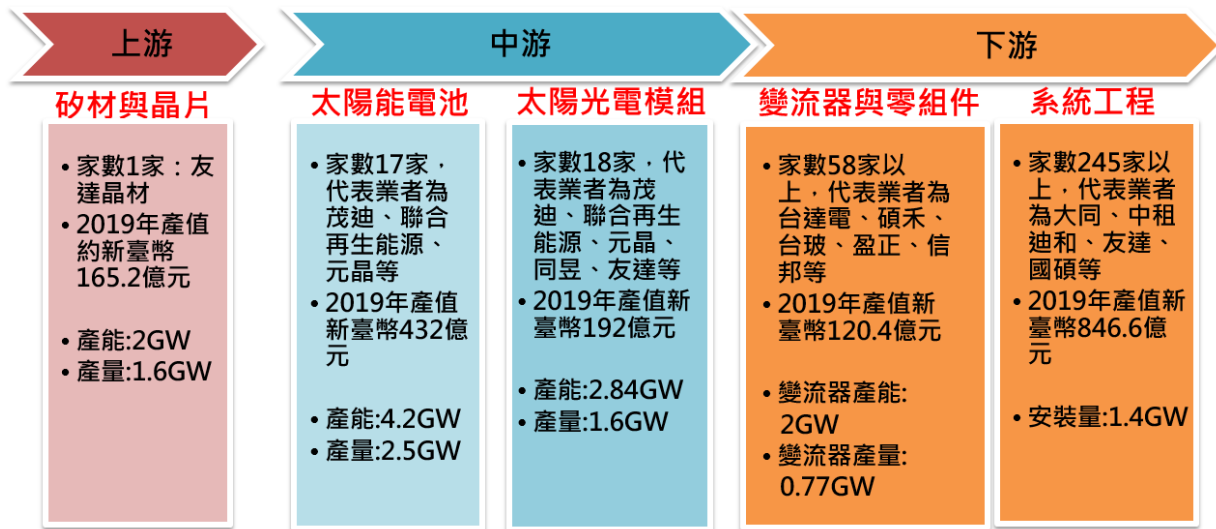 上游
中游
下游
矽材與晶片
太陽能電池
太陽光電模組
變流器與零組件
系統工程
• 家數1家：友
達晶材
• 2019年產值
約新臺幣
165.2億元
• 產能:2GW
• 產量:1.6GW
• 家數17家，
代表業者為
茂迪、聯合
再生能源、
元晶等
• 2019年產值
新臺幣432億
元
• 產能:4.2GW
• 產量:2.5GW
• 家數18家，代
表業者為茂
迪、聯合再生
能源、元晶、
同昱、友達等
• 2019年產值新
臺幣192億元
• 產能:2.84GW
• 產量:1.6GW
• 家數58家以
上，代表業者為
台達電、碩禾、
台玻、盈正、信
邦等
• 2019年產值新
臺幣120.4億元
• 變流器產能:
2GW
• 變流器產量:
0.77GW
• 家數245家以
上，代表業者
為大同、中租
迪和、友達、
國碩等
• 2019年產值新
臺幣846.6億
元
• 安裝量:1.4GW